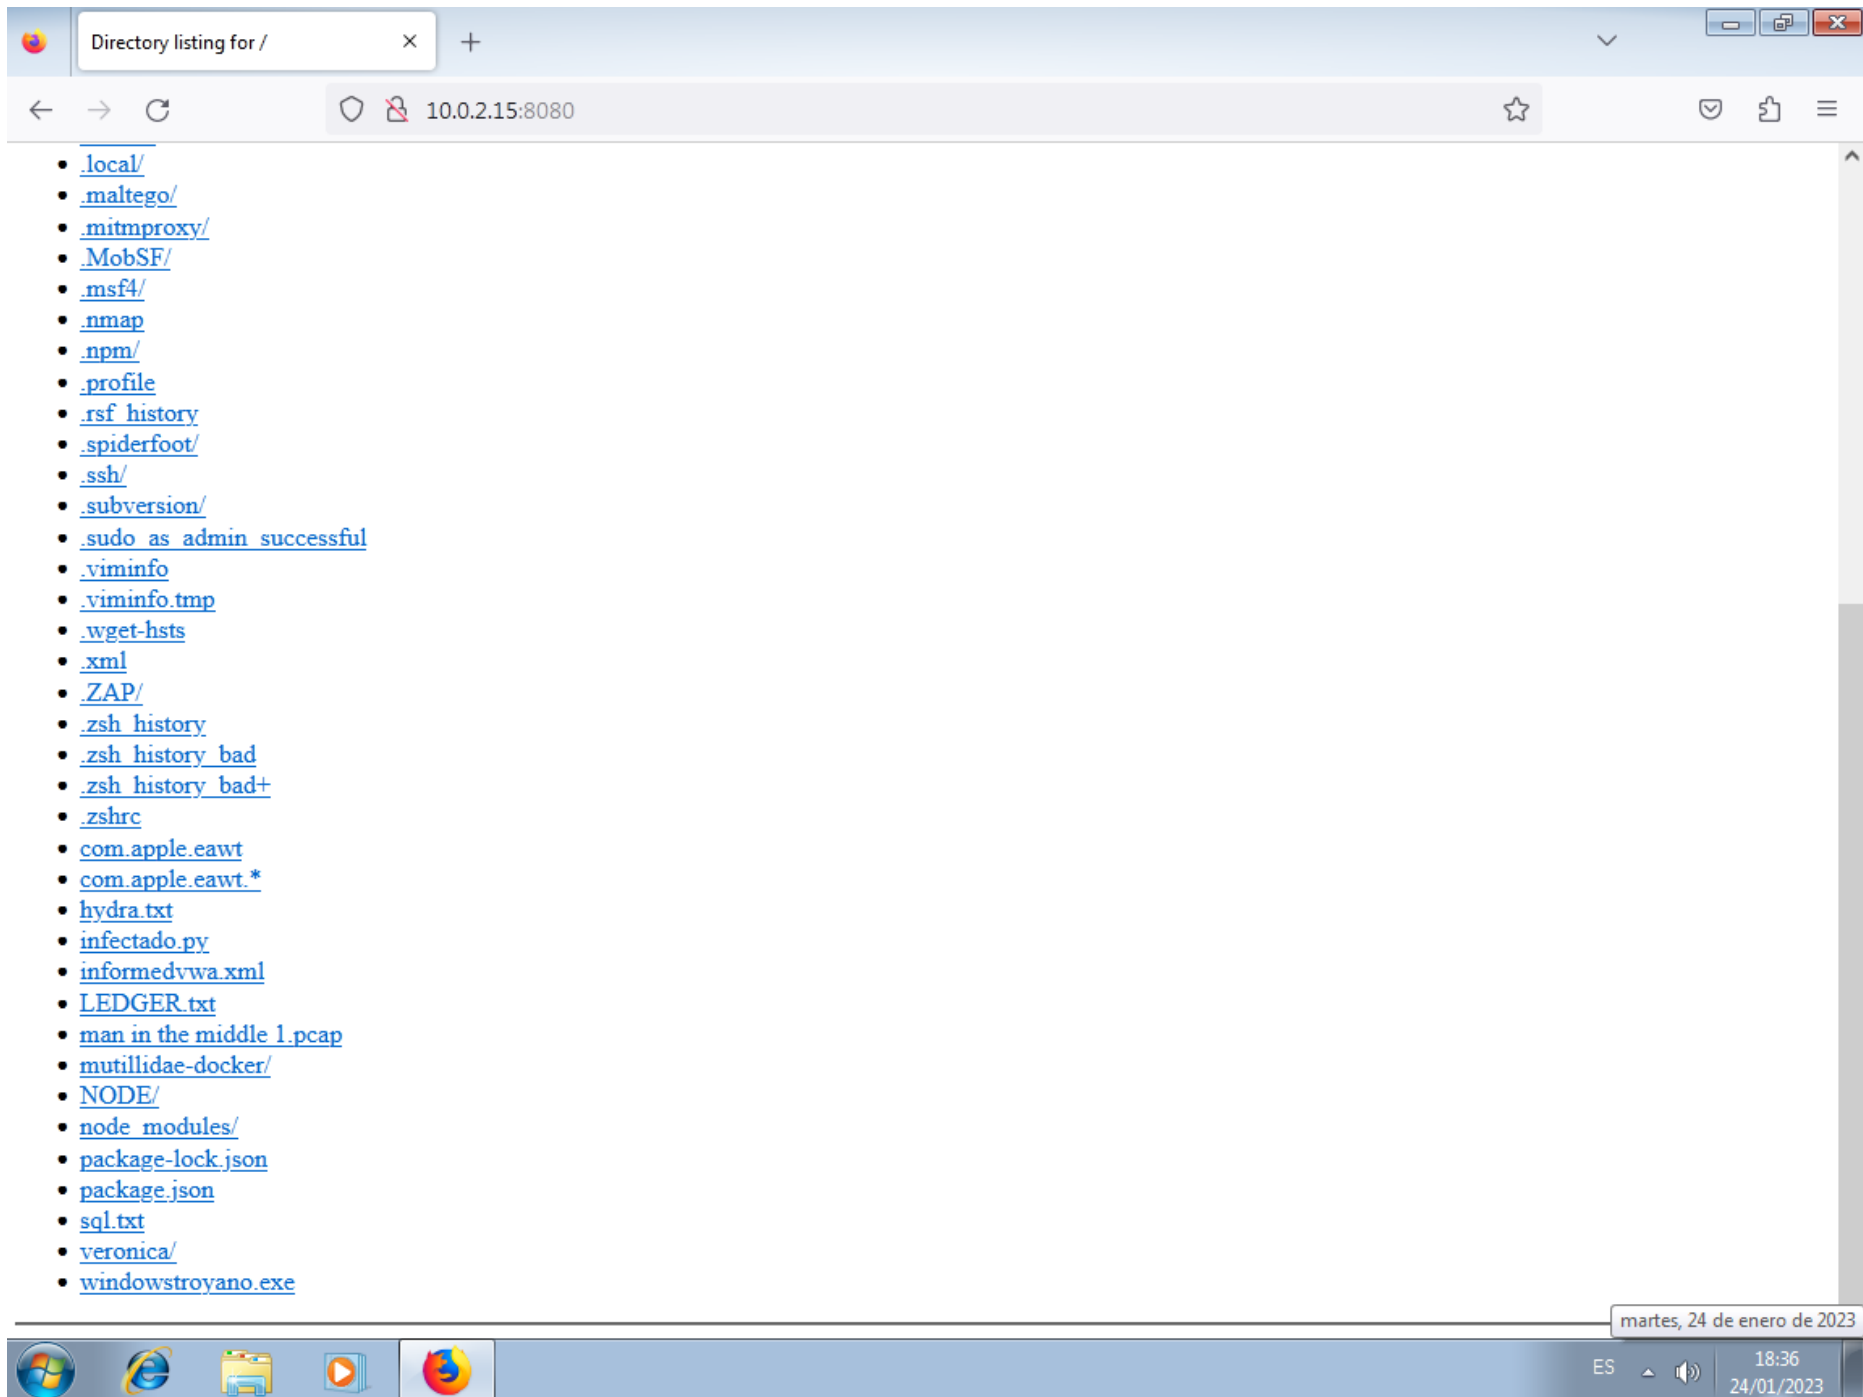 Directory listing for /
10.0.2.15:8080
.local/
.maltego/
.mitmproxy/
.MobSF/
.msf4/
.nmap
.npm/
.profile
.rsf_history
.spiderfoot/
.ssh/
.subversion/
.sudo_as_admin_successful
.viminfo
.viminfo.tmp
.wget-hsts
.xml
.ZAP/
.zsh_history
.zsh_history_bad
.zsh_history_bad+
.zshrc
com.apple.eawt
com.apple.eawt.*
hydra.txt
infectado.py
informedvwa.xml
LEDGER.txt
man in the middle 1.pcap
mutillidae-docker/
NODE/
node_modules/
package-lock.json
package.json
sql.txt
veronica/
windowstroyano.exe
martes, 24 de enero de 2023
ES
18:36
24/01/2023